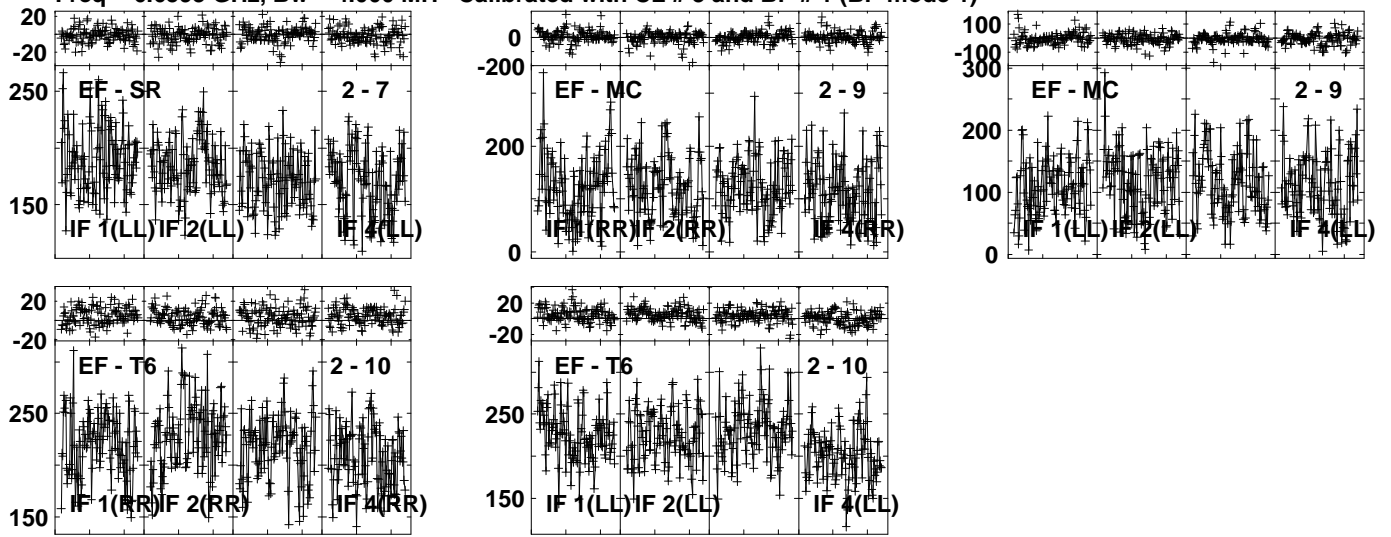 20
-20
250
150
EF - SR 2 - 7
IF 1(LL) IF 2(LL) IF 4(LL)
0
-200
200
0
EF - MC 2 - 9
IF 1(RR) IF 2(RR) IF 4(RR)
100
0
-100
300
200
100
0
EF - MC 2 - 9
IF 1(LL) IF 2(LL) IF 4(LL)
20
-20
250
150
EF - T6 2 - 10
IF 1(RR) IF 2(RR) IF 4(RR)
20
-20
250
150
EF - T6 2 - 10
IF 1(LL) IF 2(LL) IF 4(LL)